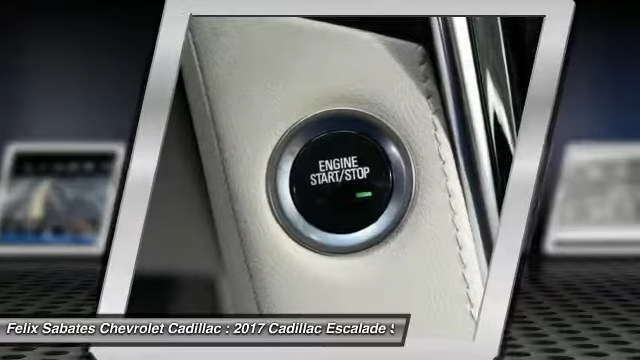 ENGINE
START/STOP
Felix Sabates Chevrolet Cadillac : 2017 Cadillac Escalade S